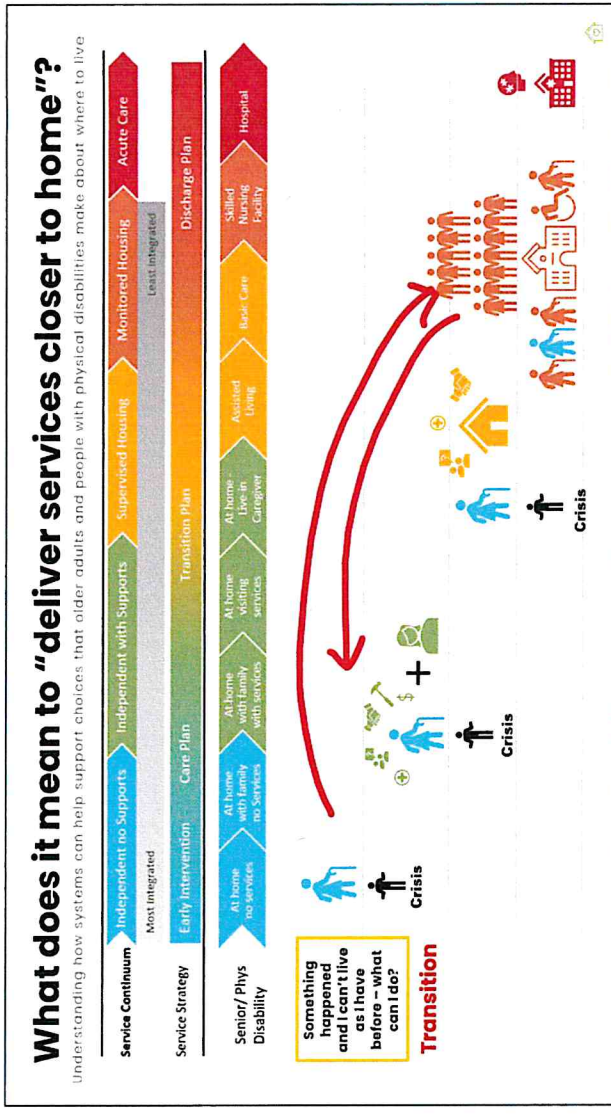 What does it mean to “deliver services closer to home”?
Understanding how systems can help support choices that older adults and people with physical disabilities make about where to live
Service Continuum
Independent no Supports
Independent with Supports
Supervised Housing
Monitored Housing
Acute Care
Most Integrated
Least Integrated
Service Strategy
Early Intervention
Care Plan
Transition Plan
Discharge Plan
Senior/ Phys
Disability
At home
no services
At home
with family
no Services
At home
with family
with services
At home
visiting
services
At home -
Live-in
Caregiver
Assisted
Living
Basic Care
Skilled
Nursing
Facility
Hospital
Something
happened
and I can't live
as I have
before – what
can I do?
Transition
Crisis
$
+
Crisis
Crisis